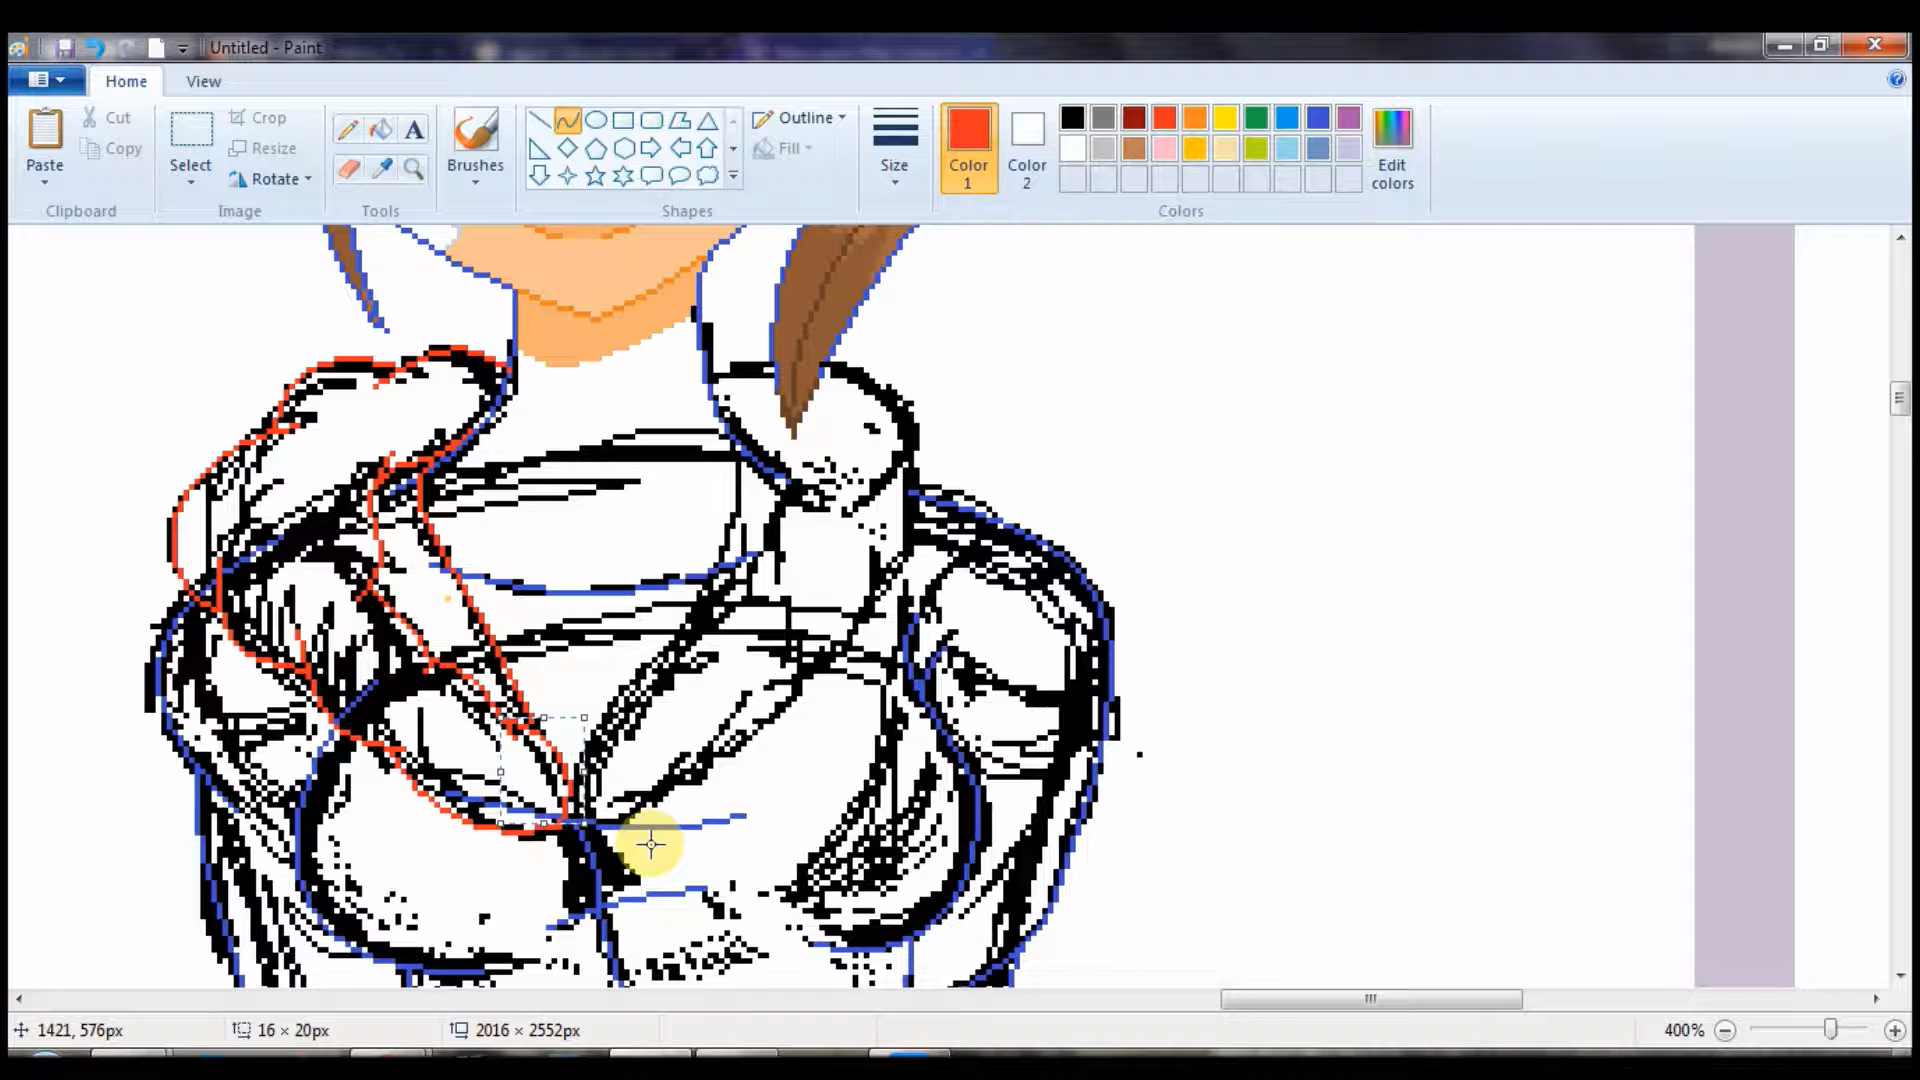 Untitled - Paint
Home View
Paste Cut Copy
Select Crop Resize Rotate
A
Brushes
Outline Fill
Size
Color 1 Color 2
Edit colors
Clipboard Image Tools Shapes Colors
1421, 576px 16 × 20px 2016 × 2552px 400%